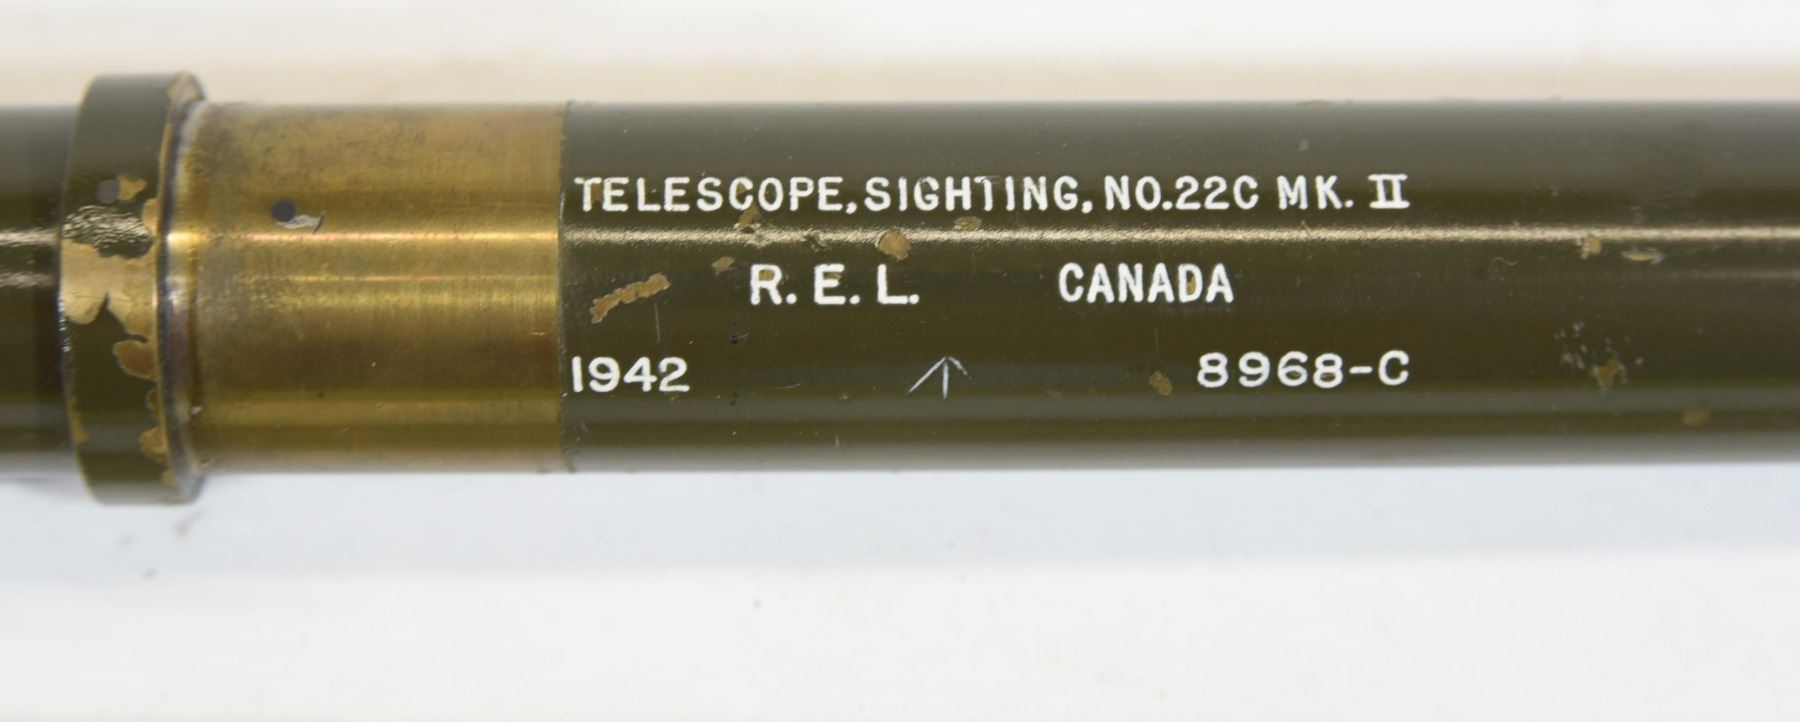 TELESCOPE, SIGHTING, NO.22C MK. II
R. E. L. CANADA
1942 8968-C